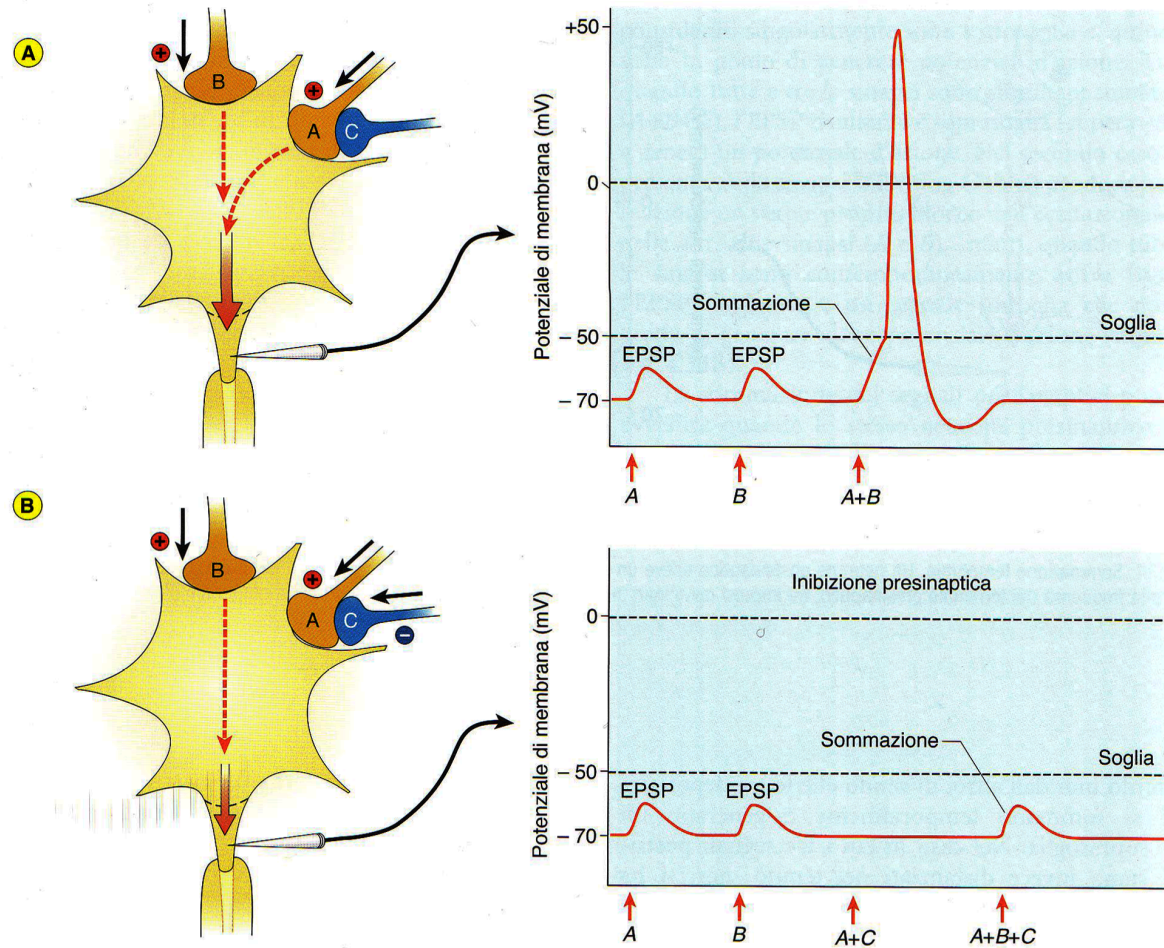 A
+
B
+
A
C
Potenziale di membrana (mV)
+50
0
– 50
– 70
Sommazione
Soglia
EPSP
EPSP
A
B
A+B
B
+
B
+
A
C
–
Potenziale di membrana (mV)
Inibizione presinaptica
0
– 50
– 70
Sommazione
Soglia
EPSP
EPSP
A
B
A+C
A+B+C